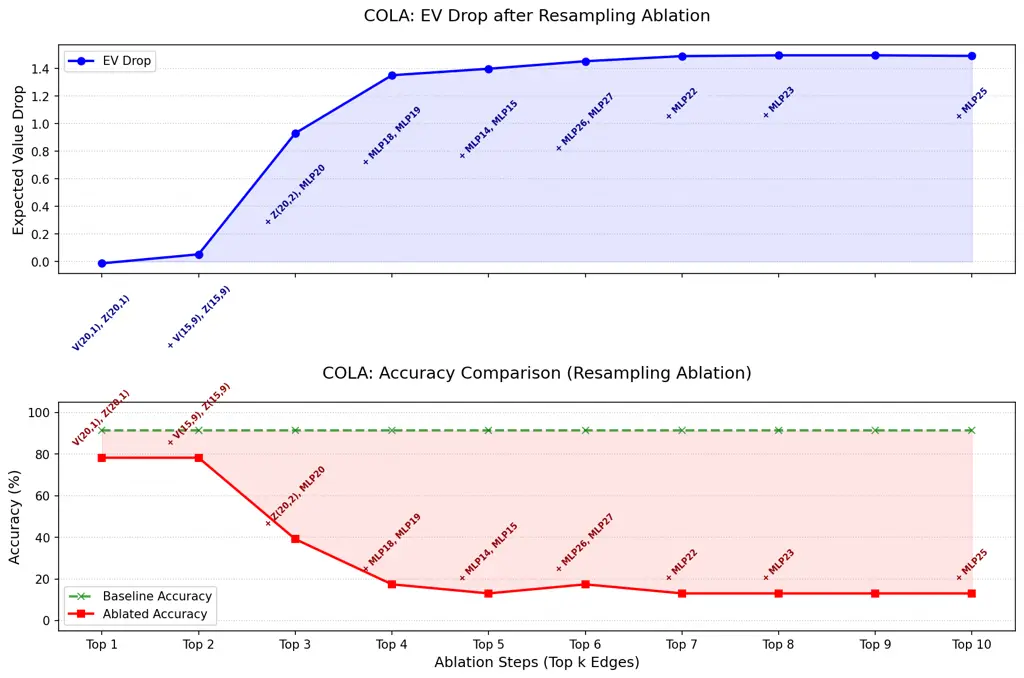 COLA: EV Drop after Resampling Ablation
EV Drop
Expected Value Drop
1.4
1.2
1.0
0.8
0.6
0.4
0.2
0.0
V(20,1), Z(20,1)
+ V(15,9), Z(15,9)
+ Z(20,2), MLP20
+ MLP18, MLP19
+ MLP14, MLP15
+ MLP26, MLP27
+ MLP22
+ MLP23
+ MLP25
COLA: Accuracy Comparison (Resampling Ablation)
Accuracy (%)
100
80
60
40
20
0
V(20,1), Z(20,1)
+ V(15,9), Z(15,9)
+ Z(20,2), MLP20
+ MLP18, MLP19
+ MLP14, MLP15
+ MLP26, MLP27
+ MLP22
+ MLP23
+ MLP25
Baseline Accuracy
Ablated Accuracy
Top 1
Top 2
Top 3
Top 4
Top 5
Top 6
Top 7
Top 8
Top 9
Top 10
Ablation Steps (Top k Edges)